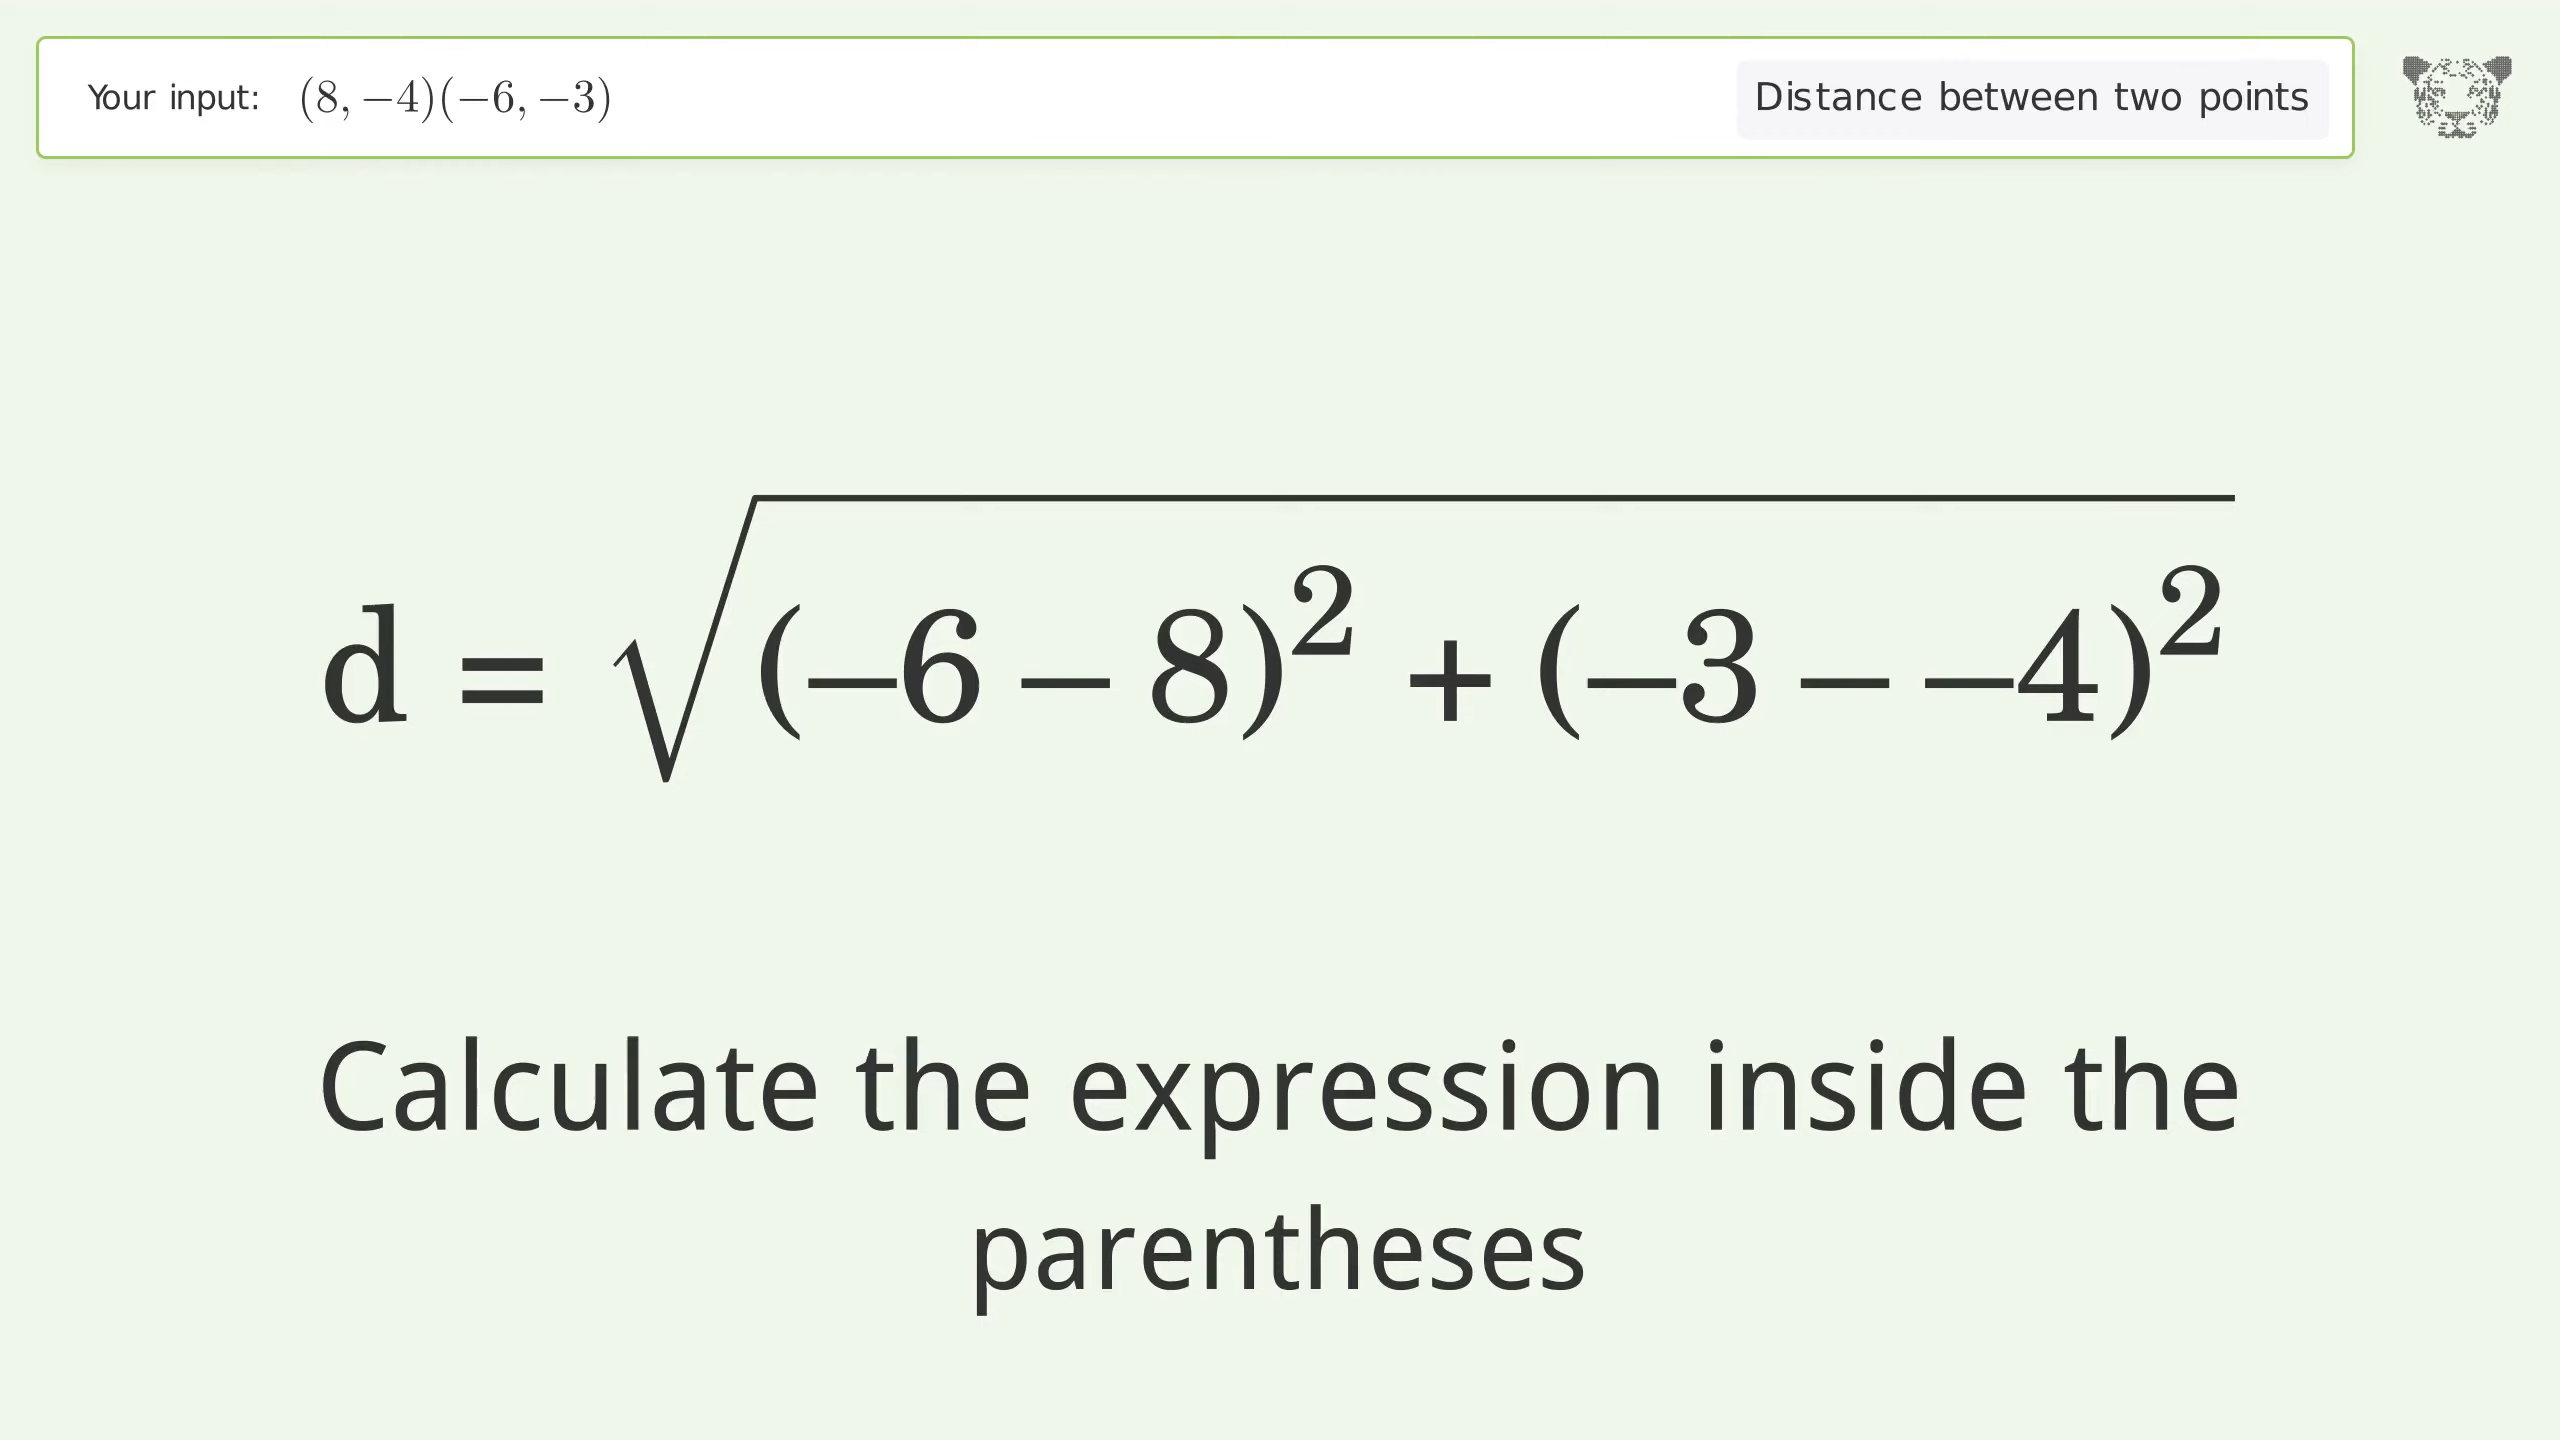 Your input: (8, −4)(−6, −3)
Distance between two points
d = √(−6 − 8)² + (−3 − −4)²
Calculate the expression inside the
parentheses